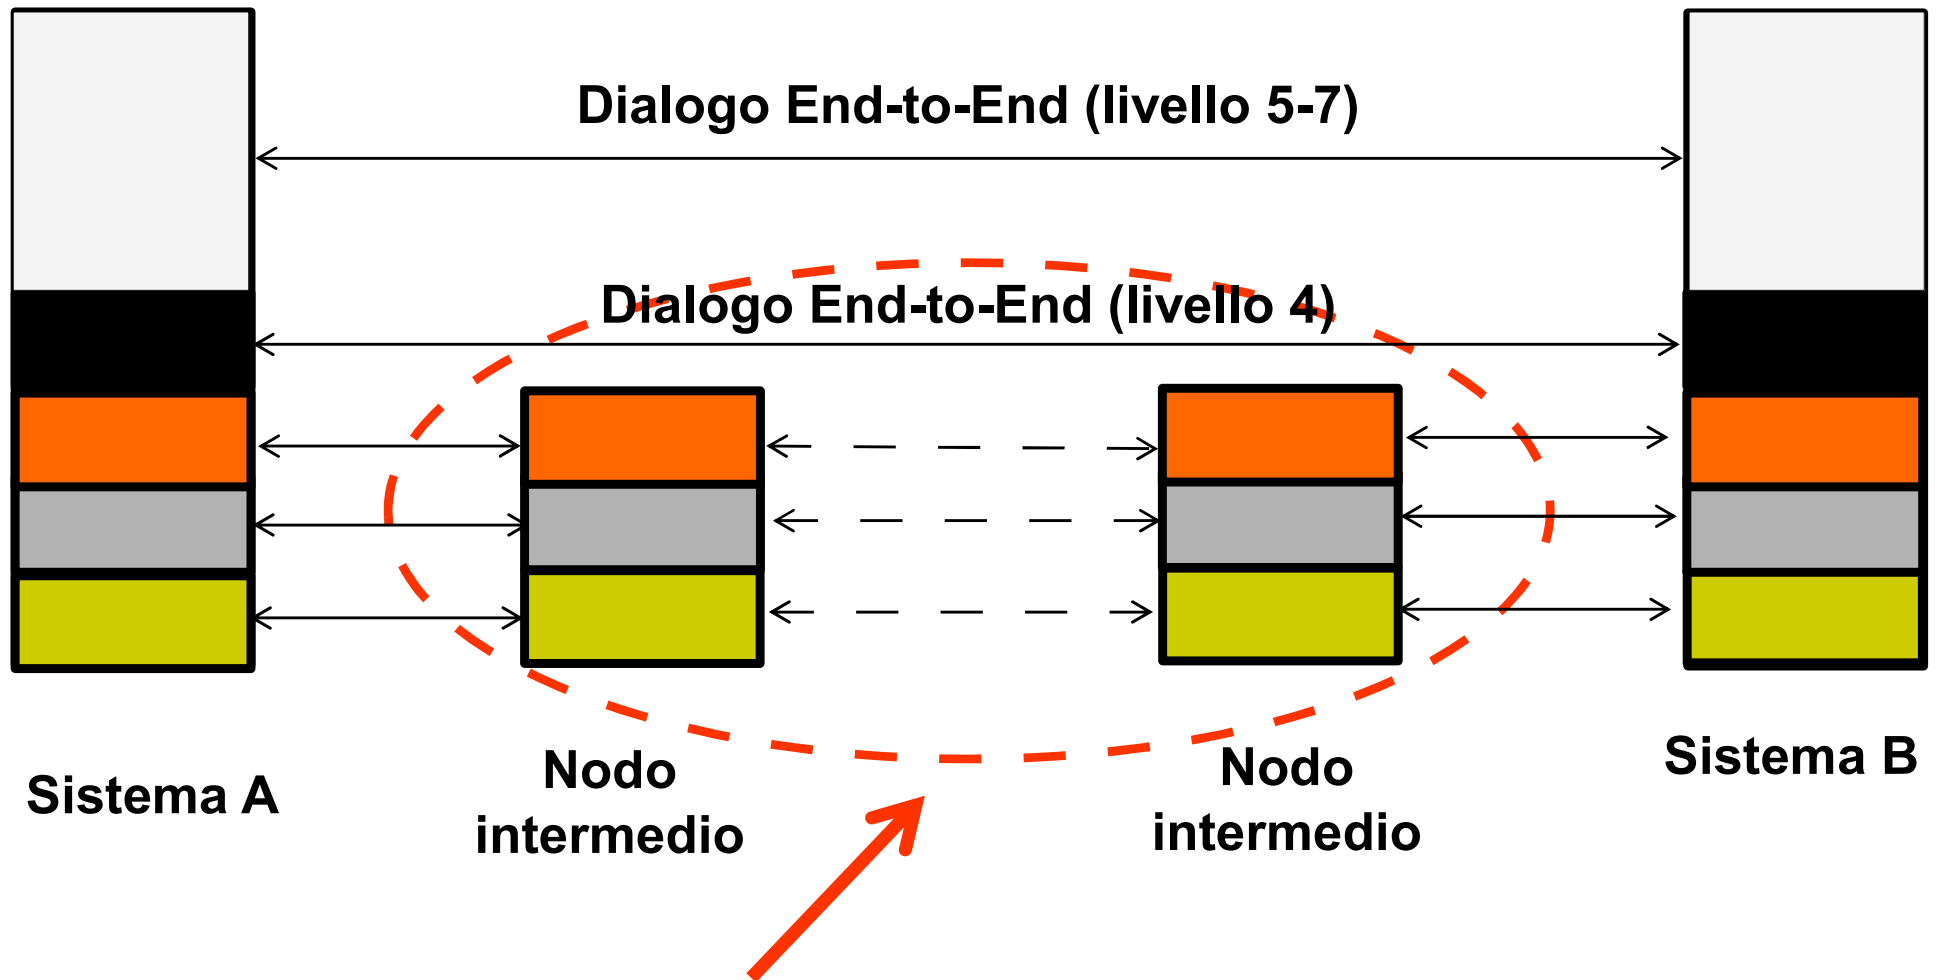 Dialogo End-to-End (livello 5-7)
Dialogo End-to-End (livello 4)
Sistema A
Nodo
intermedio
Nodo
intermedio
Sistema B